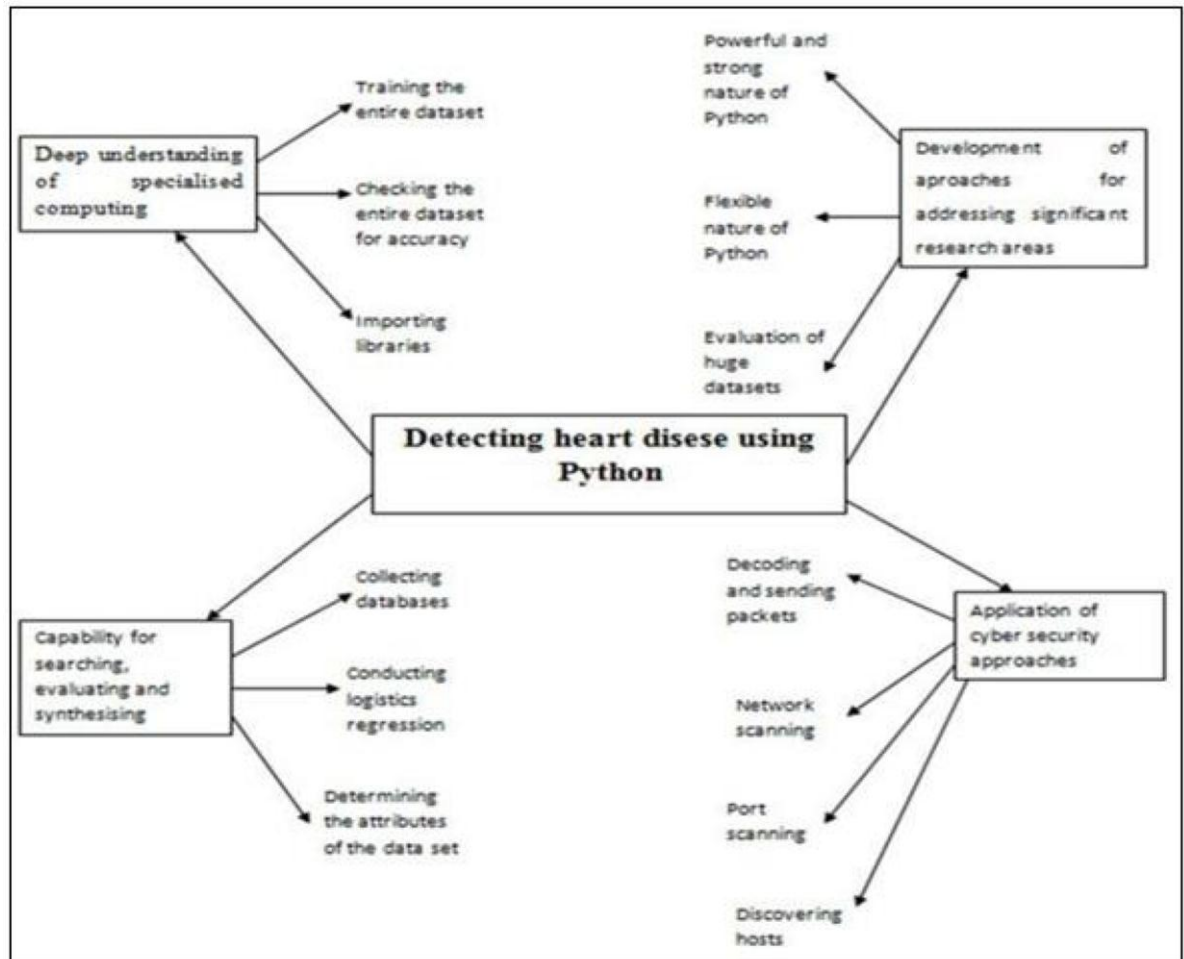 Training the
entire dataset
Deep understanding
of specialised
computing
Checking the
entire dataset
for accuracy
Importing
libraries
Powerful and
strong
nature of
Python
Development of
aproaches for
addressing significant
research areas
Flexible
nature of
Python
Evaluation of
huge
datasets
Detecting heart disese using
Python
Collecting
databases
Capability for
searching,
evaluating and
synthesising
Conducting
logistics
regression
Determining
the attributes
of the data set
Decoding
and sending
packets
Application of
cyber security
approaches
Network
scanning
Port
scanning
Discovering
hosts